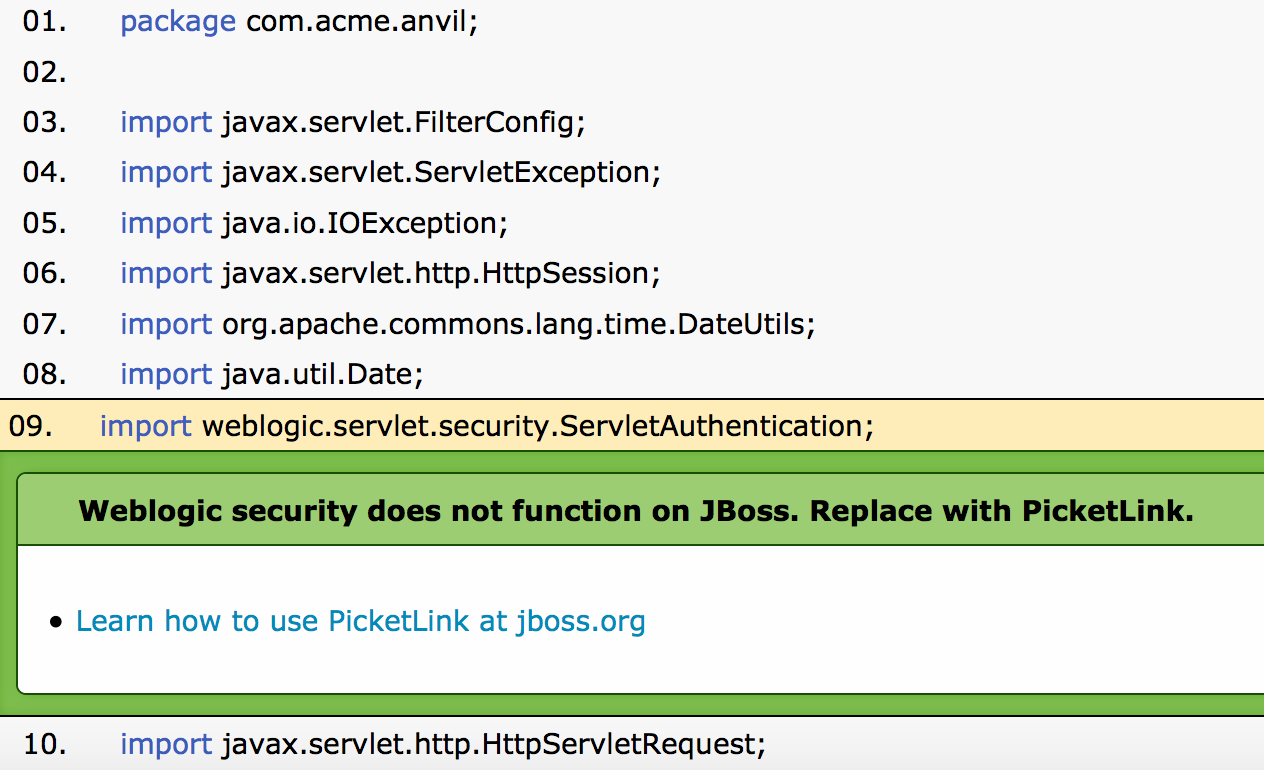 01. package com.acme.anvil;
02.
03. import javax.servlet.FilterConfig;
04. import javax.servlet.ServletException;
05. import java.io.IOException;
06. import javax.servlet.http.HttpSession;
07. import org.apache.commons.lang.time.DateUtils;
08. import java.util.Date;
09. import weblogic.servlet.security.ServletAuthentication;
Weblogic security does not function on JBoss. Replace with PicketLink.
• Learn how to use PicketLink at jboss.org
10. import javax.servlet.http.HttpServletRequest;